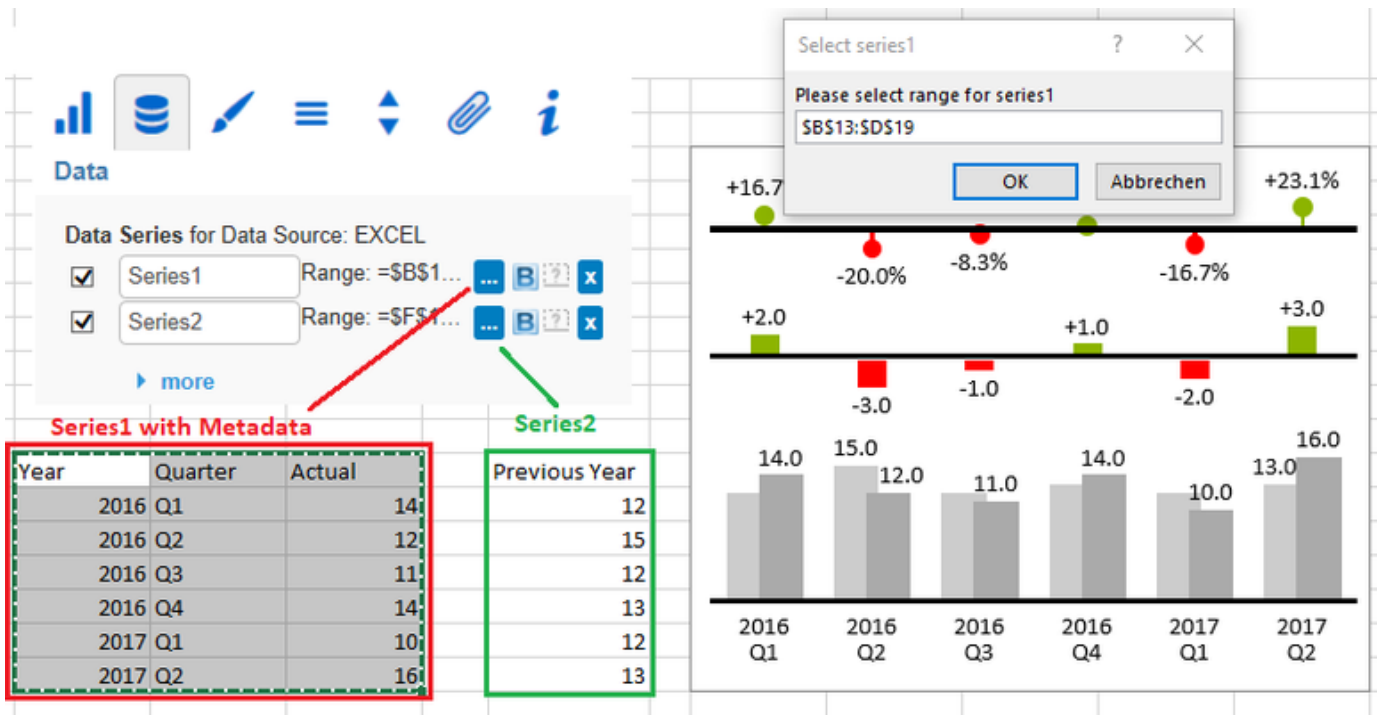 Select series1 ?
Please select range for series1
$B$13:$D$19
OK Abbrechen
Data
Data Series for Data Source: EXCEL
Series1 Range: =$B$1... ... B ? x
Series2 Range: =$F$1... ... B ? x
more
Series1 with Metadata
Series2
Year Quarter Actual
2016 Q1 14
2016 Q2 12
2016 Q3 11
2016 Q4 14
2017 Q1 10
2017 Q2 16
Previous Year
12
15
12
13
12
13
+16.7 +23.1%
-20.0% -8.3% -16.7%
+2.0 +1.0 +3.0
-3.0 -1.0 -2.0
14.0 15.0 12.0 11.0 14.0 10.0 13.0 16.0
2016 2016 2016 2016 2017 2017
Q1 Q2 Q3 Q4 Q1 Q2